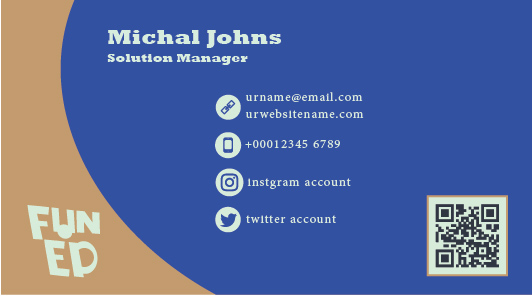 Michal Johns
Solution Manager
urname@email.com
urwebsitename.com
+00012345 6789
instgram account
twitter account
FUN
ED